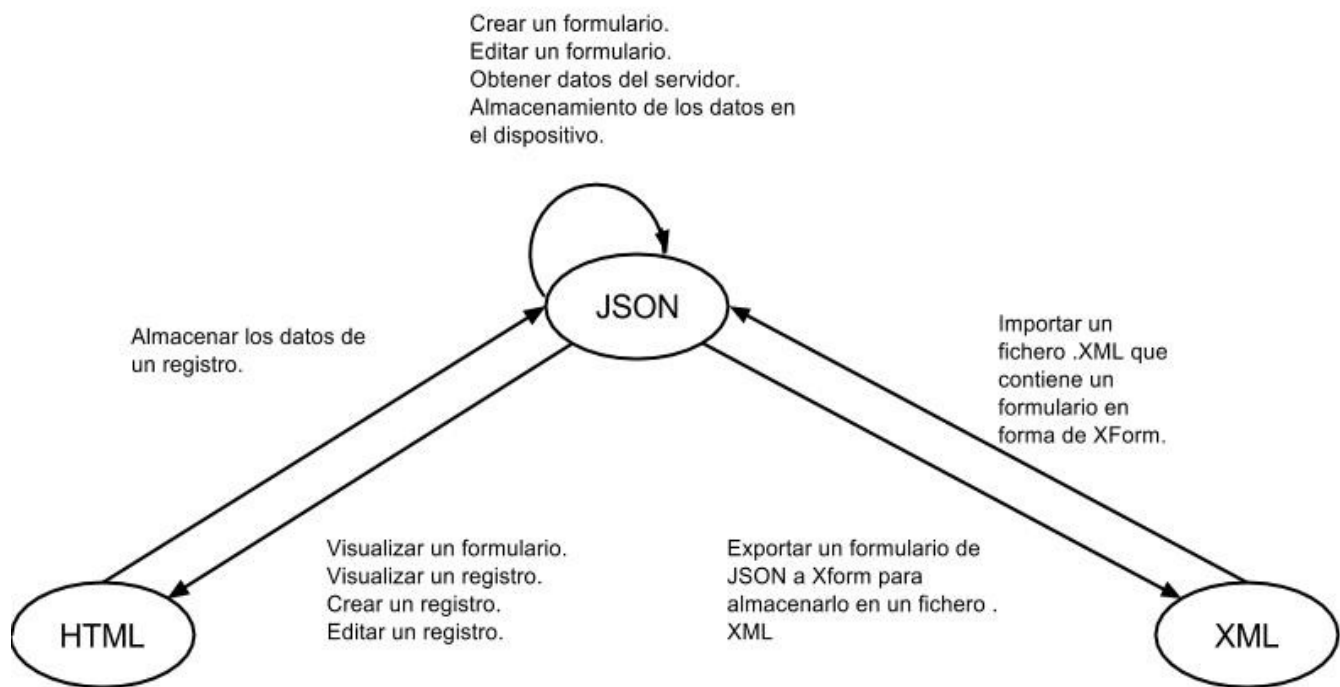 Crear un formulario.
Editar un formulario.
Obtener datos del servidor.
Almacenamiento de los datos en
el dispositivo.
JSON
Almacenar los datos de
un registro.
Importar un
fichero .XML que
contiene un
formulario en
forma de XForm.
Visualizar un formulario.
Visualizar un registro.
Crear un registro.
Editar un registro.
Exportar un formulario de
JSON a Xform para
almacenarlo en un fichero .
XML
HTML
XML